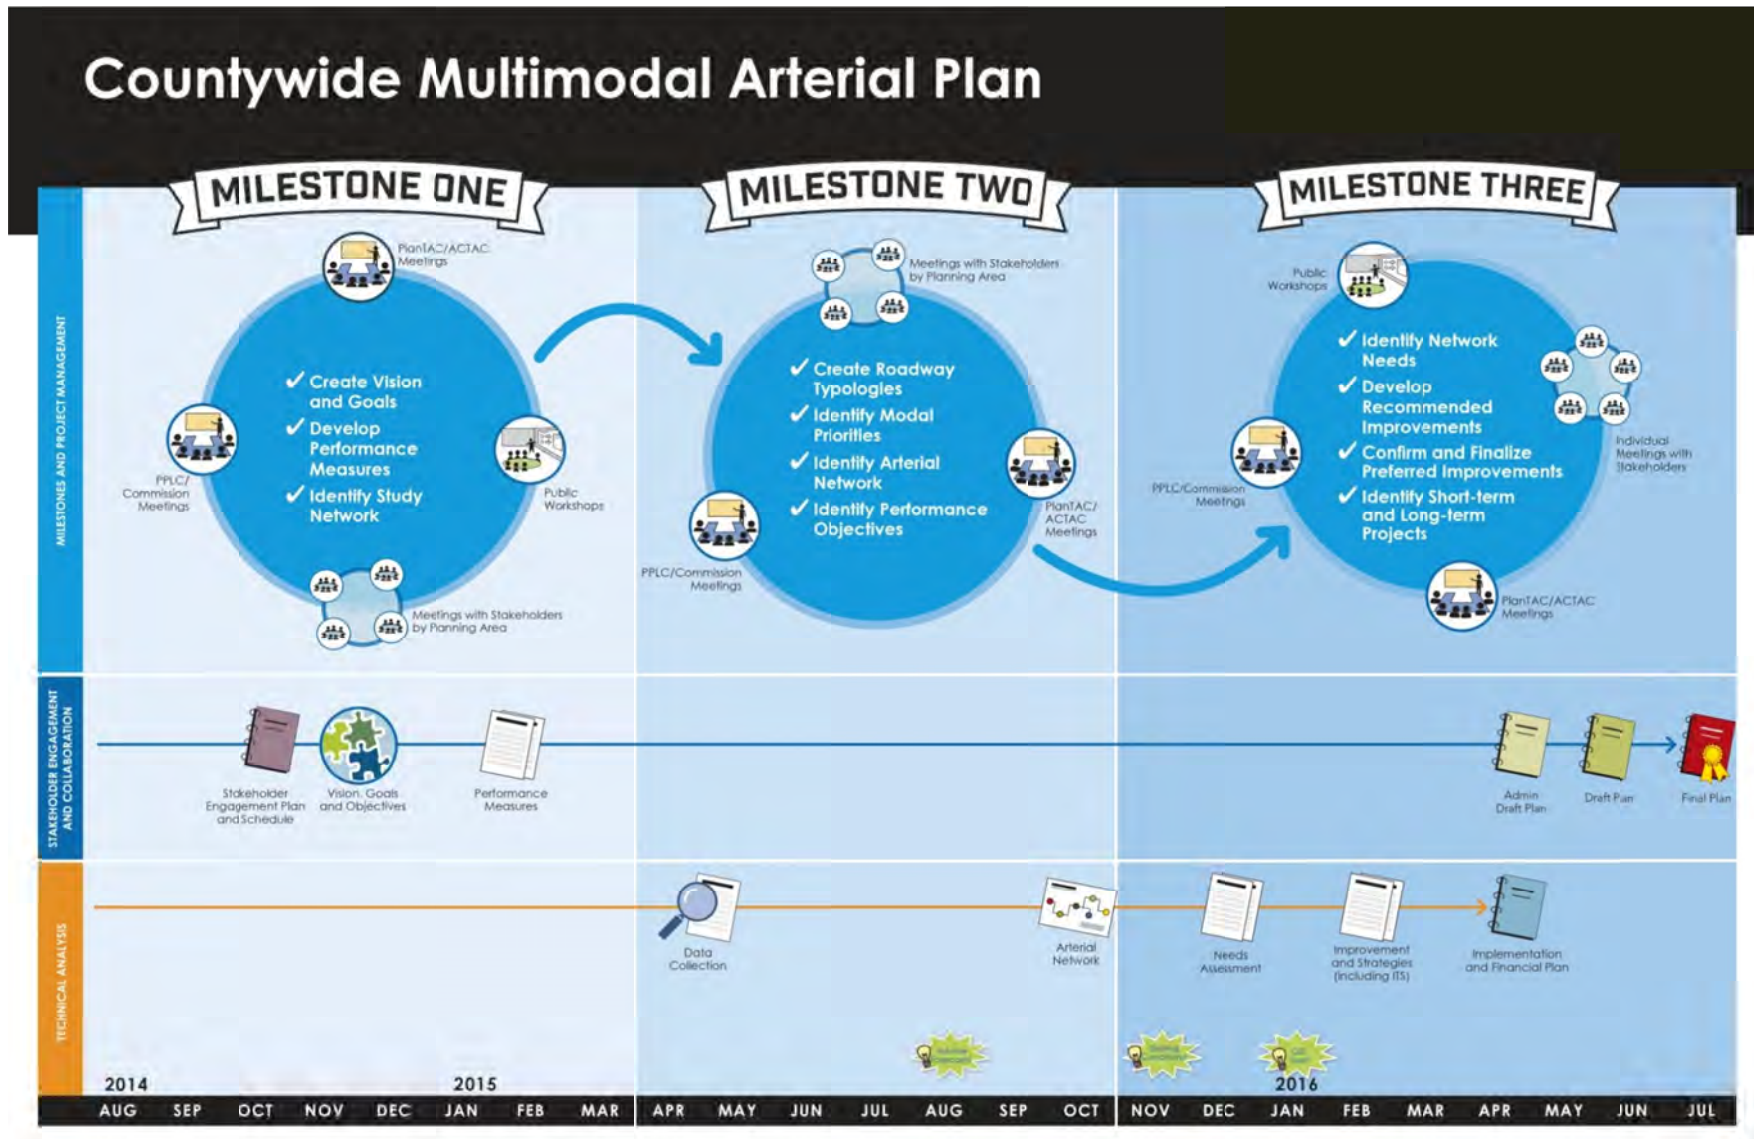 Countywide Multimodal Arterial Plan
MILESTONE ONE
MILESTONE TWO
MILESTONE THREE
MILESTONES AND PROJECT MANAGEMENT
PlanTAC/ACTAC
Meetings
✓ Create Vision
and Goals
✓ Develop
Performance
Measures
✓ Identify Study
Network
PPLC/
Commission
Meetings
Public
Workshops
Meetings with Stakeholders
by Planning Area
Meetings with Stakeholders
by Planning Area
✓ Create Roadway
Typologies
✓ Identify Modal
Priorities
✓ Identify Arterial
Network
✓ Identify Performance
Objectives
PlanTAC/
ACTAC
Meetings
PPLC/Commission
Meetings
Public
Workshops
✓ Identify Network
Needs
✓ Develop
Recommended
Improvements
✓ Confirm and Finalize
Preferred Improvements
✓ Identify Short-term
and Long-term
Projects
Individual
Meetings with
Stakeholders
PPLC/Commission
Meetings
PlanTAC/ACTAC
Meetings
STAKEHOLDER ENGAGEMENT
AND COLLABORATION
Stakeholder
Engagement Plan
and Schedule
Vision, Goals
and Objectives
Performance
Measures
Admin
Draft Plan
Draft Plan
Final Plan
TECHNICAL ANALYSIS
Data
Collection
Arterial
Network
Needs
Assessment
Improvement
and Strategies
(including ITS)
Implementation
and Financial Plan
2014
2015
2016
AUG SEP OCT NOV DEC JAN FEB MAR APR MAY JUN JUL AUG SEP OCT NOV DEC JAN FEB MAR APR MAY JUN JUL